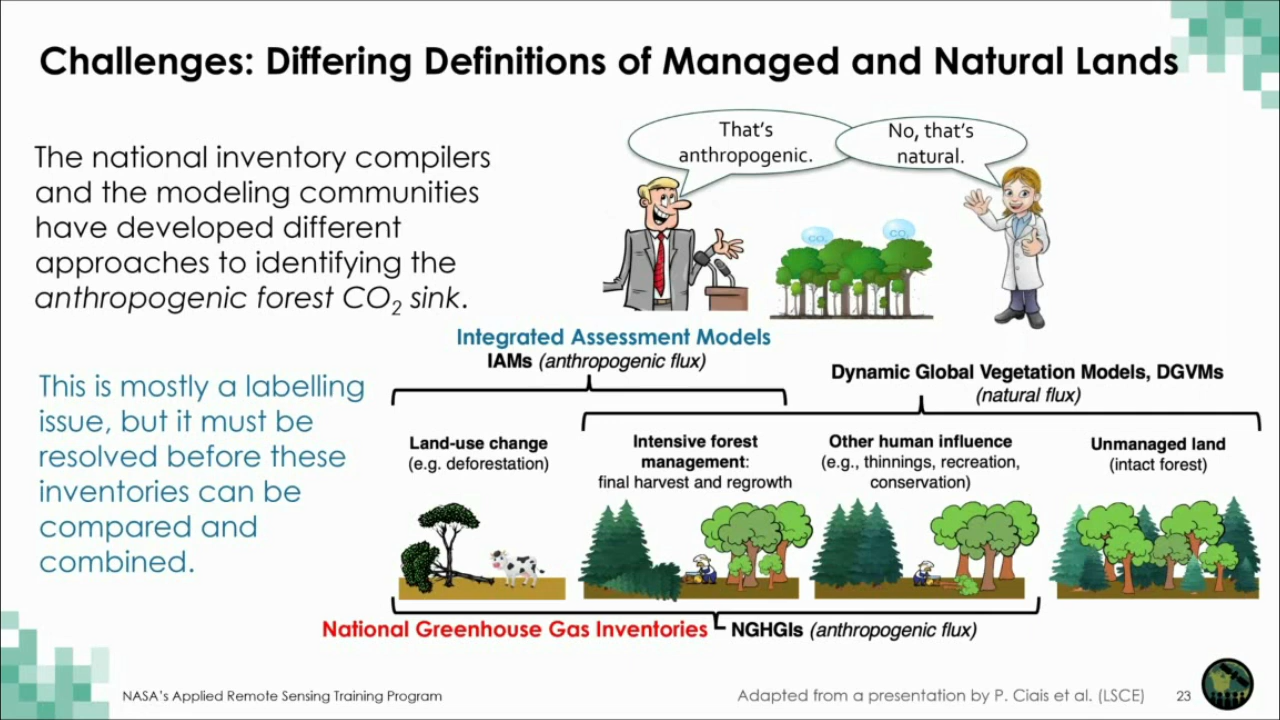 Challenges: Differing Definitions of Managed and Natural Lands
The national inventory compilers
and the modeling communities
have developed different
approaches to identifying the
anthropogenic forest CO₂ sink.
This is mostly a labelling
issue, but it must be
resolved before these
inventories can be
compared and
combined.
That's
anthropogenic.
No, that's
natural.
CO₂
CO₂
Integrated Assessment Models
IAMs (anthropogenic flux)
Dynamic Global Vegetation Models, DGVMs
(natural flux)
Land-use change
(e.g. deforestation)
Intensive forest
management:
final harvest and regrowth
Other human influence
(e.g., thinnings, recreation,
conservation)
Unmanaged land
(intact forest)
National Greenhouse Gas Inventories
NGHGIs (anthropogenic flux)
NASA's Applied Remote Sensing Training Program
Adapted from a presentation by P. Ciais et al. (LSCE)
23